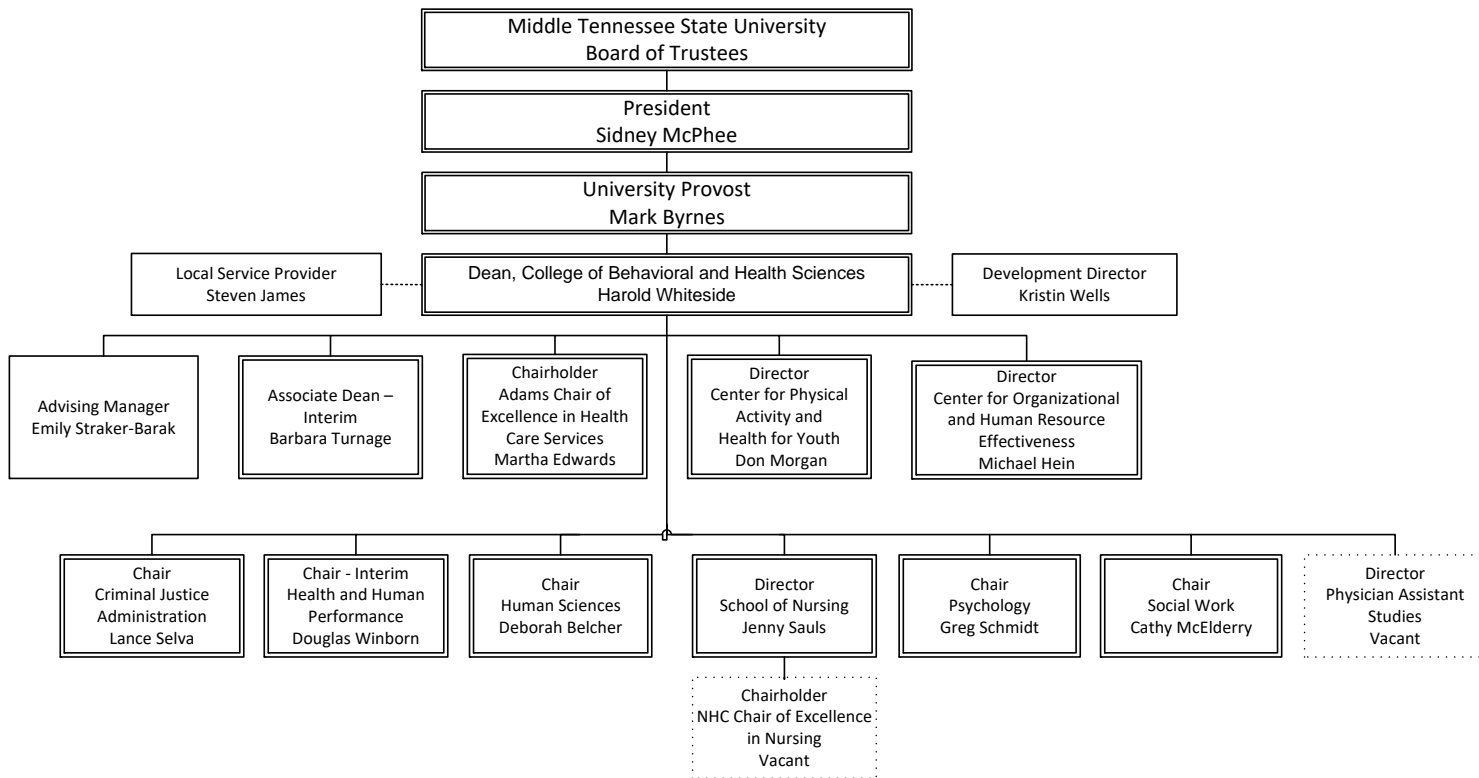 Middle Tennessee State University
Board of Trustees
President
Sidney McPhee
University Provost
Mark Byrnes
Local Service Provider
Steven James
Dean, College of Behavioral and Health Sciences
Harold Whiteside
Development Director
Kristin Wells
Advising Manager
Emily Straker-Barak
Associate Dean –
Interim
Barbara Turnage
Chairholder
Adams Chair of
Excellence in Health
Care Services
Martha Edwards
Director
Center for Physical
Activity and
Health for Youth
Don Morgan
Director
Center for Organizational
and Human Resource
Effectiveness
Michael Hein
Chair
Criminal Justice
Administration
Lance Selva
Chair - Interim
Health and Human
Performance
Douglas Winborn
Chair
Human Sciences
Deborah Belcher
Director
School of Nursing
Jenny Sauls
Chair
Psychology
Greg Schmidt
Chair
Social Work
Cathy McElderry
Director
Physician Assistant
Studies
Vacant
Chairholder
NHC Chair of Excellence
in Nursing
Vacant